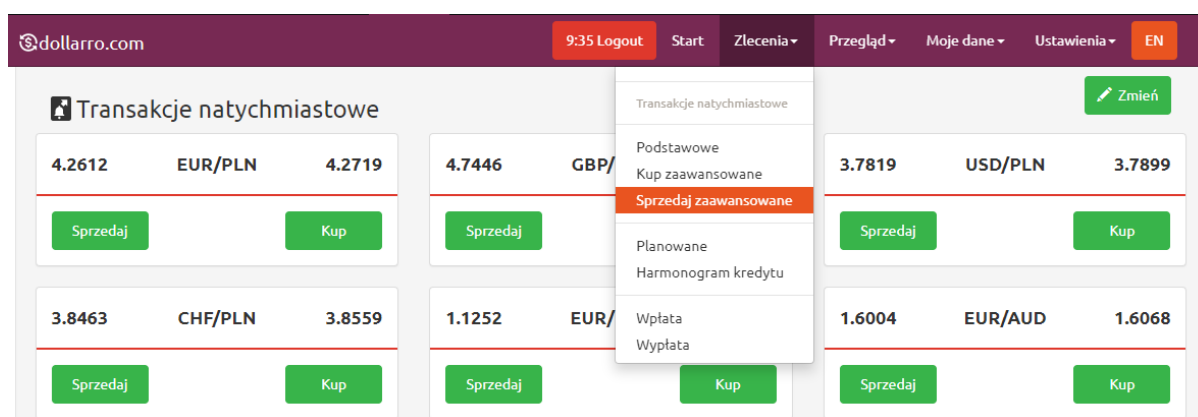 dollarro.com
9:35 Logout Start Zlecenia Przegląd Moje dane Ustawienia EN
Transakcje natychmiastowe
Zmień
4.2612 EUR/PLN 4.2719
Sprzedaj Kup
4.7446 GBP/
Sprzedaj
3.7819 USD/PLN 3.7899
Sprzedaj Kup
3.8463 CHF/PLN 3.8559
Sprzedaj Kup
1.1252 EUR/
Sprzedaj Kup
1.6004 EUR/AUD 1.6068
Sprzedaj Kup
Transakcje natychmiastowe
Podstawowe
Kup zaawansowane
Sprzedaj zaawansowane
Planowane
Harmonogram kredytu
Wpłata
Wypłata